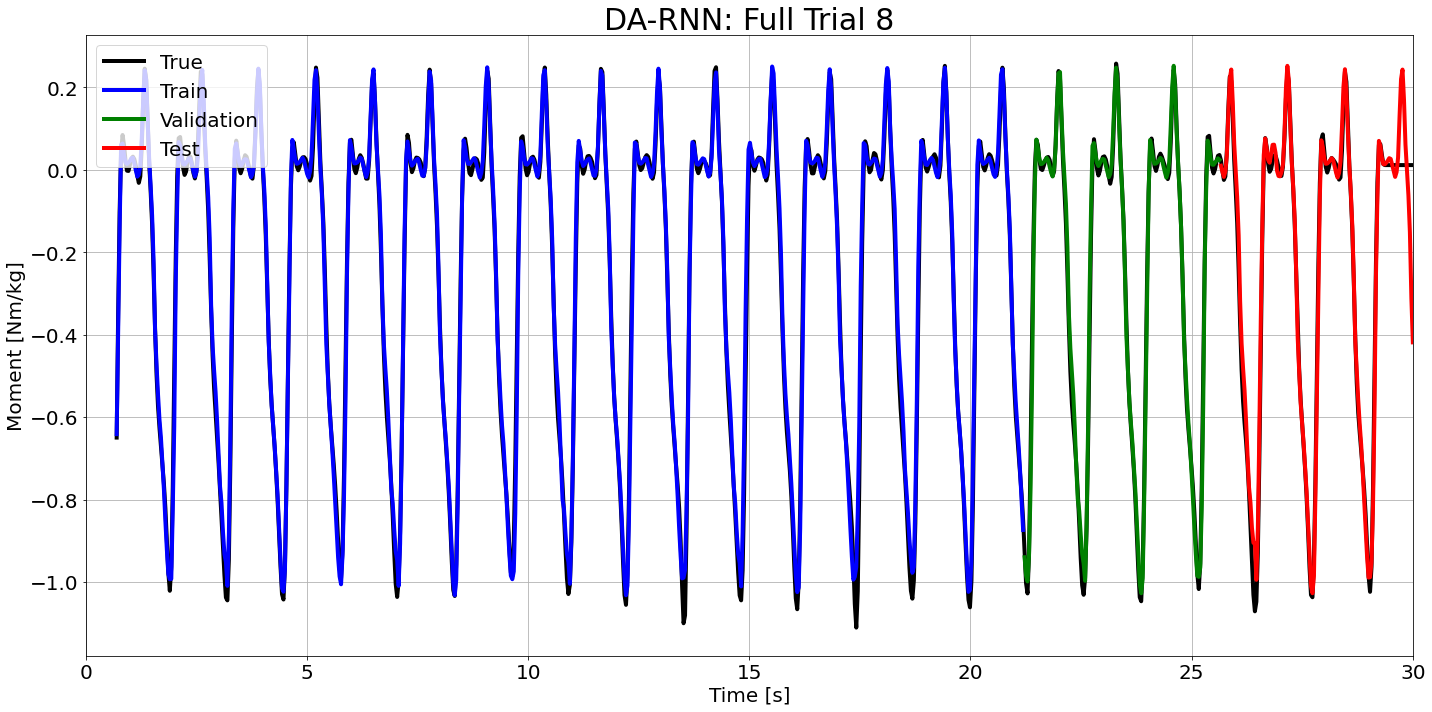 DA-RNN: Full Trial 8
True
Train
Validation
Test
0.2
0.0
−0.2
−0.4
−0.6
−0.8
−1.0
Moment [Nm/kg]
0 5 10 15 20 25 30
Time [s]